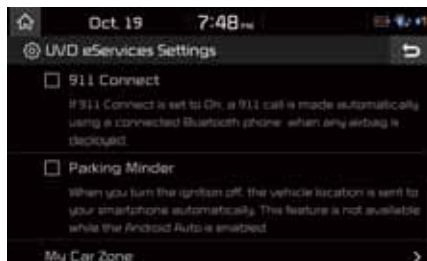 Oct. 19 7:48 PM
UVO eServices Settings
911 Connect
If 911 Connect is set to On, a 911 call is made automatically
using a connected Bluetooth phone when any airbag is
deployed.
Parking Minder
When you turn the ignition off, the vehicle location is sent to
your smartphone automatically. This feature is not available
while the Android Auto is enabled.
My Car Zone